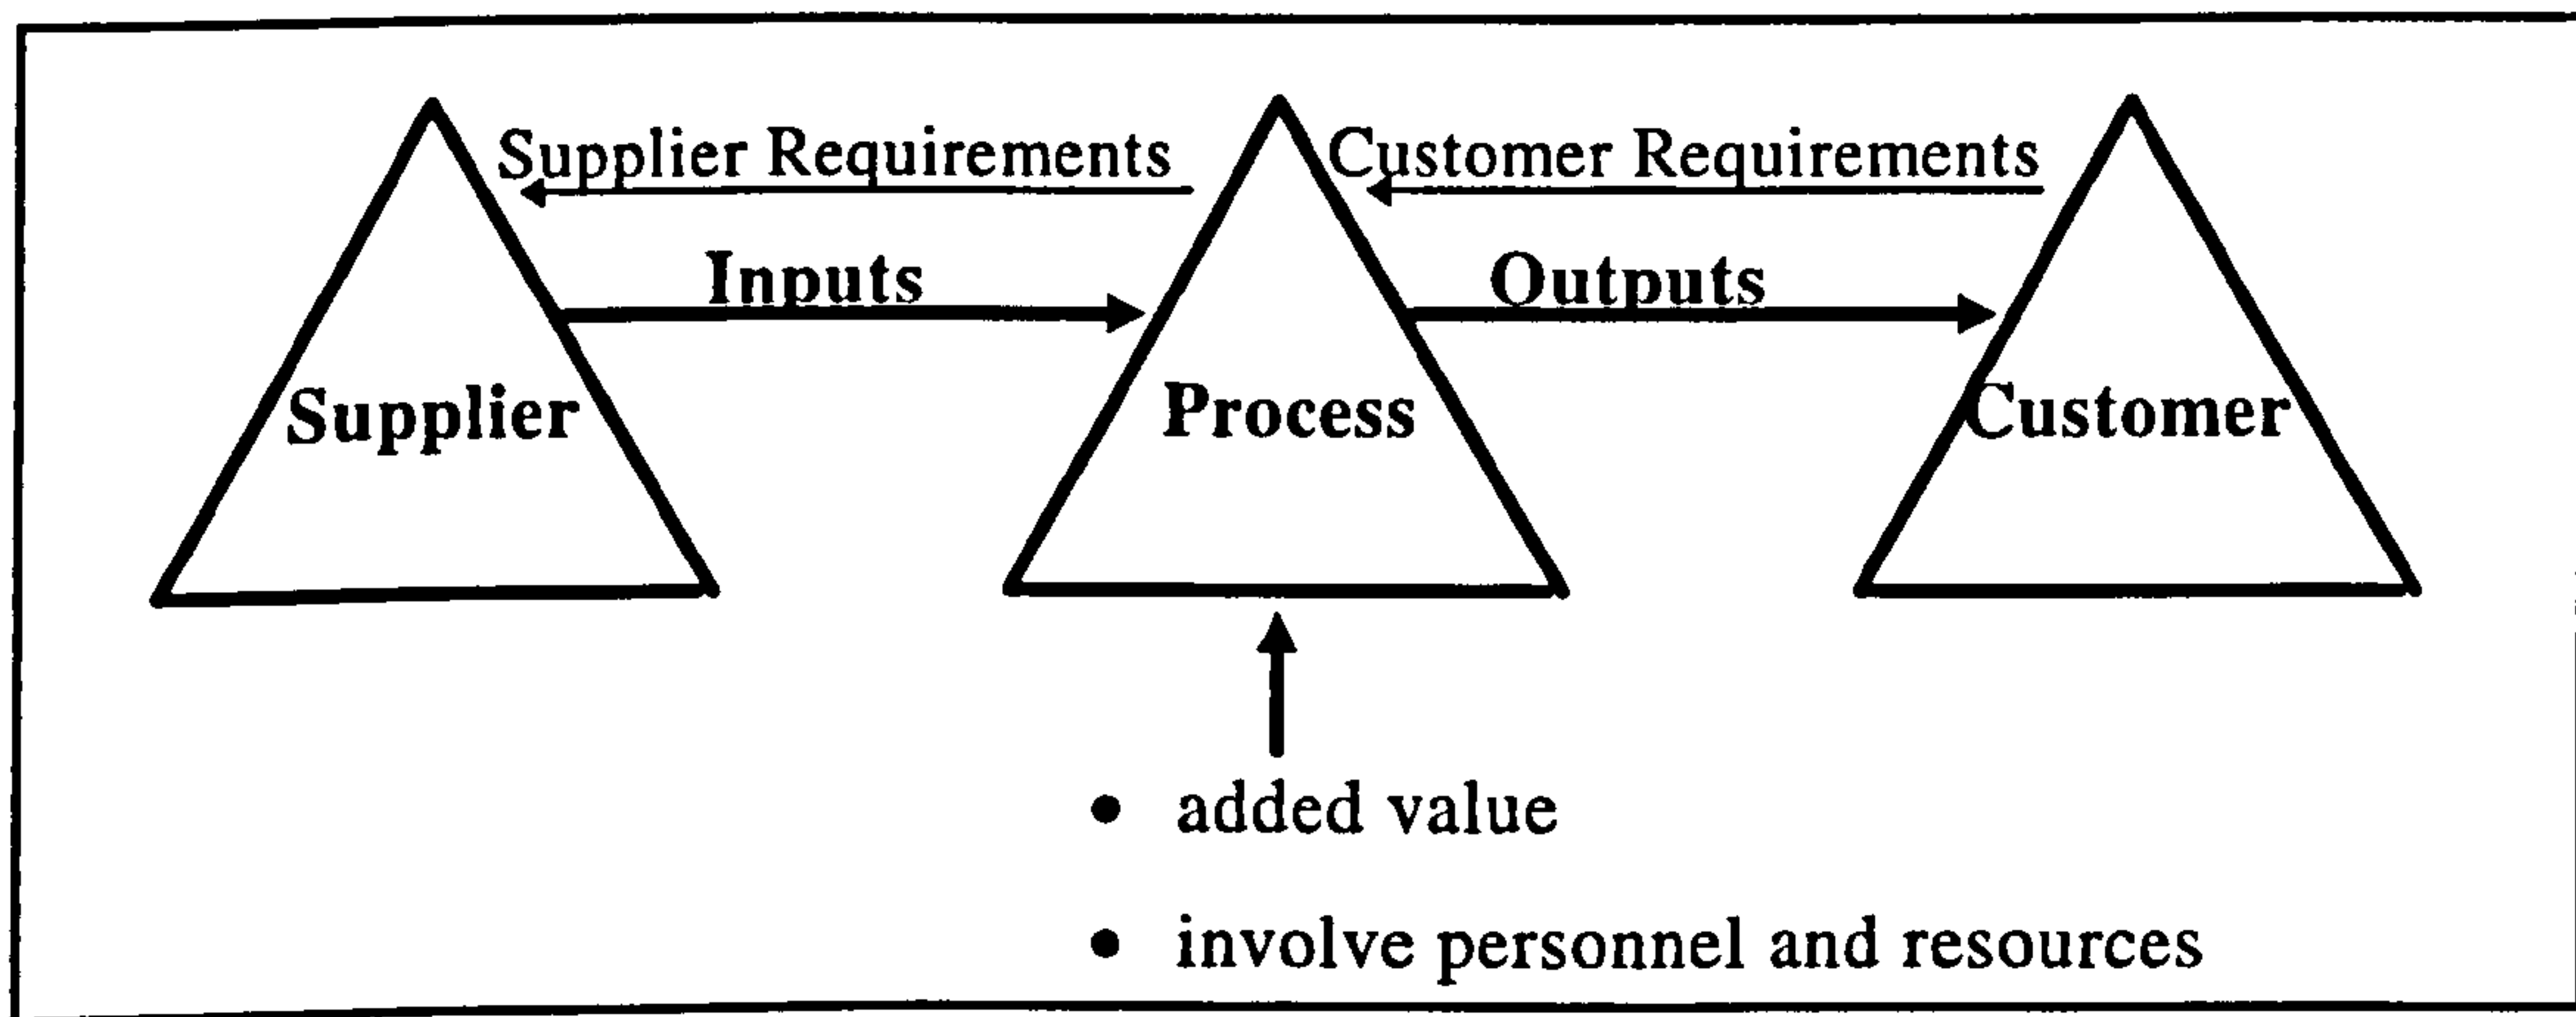 Supplier Requirements
Customer Requirements
Inputs
Outputs
Supplier
Process
Customer
• added value
• involve personnel and resources